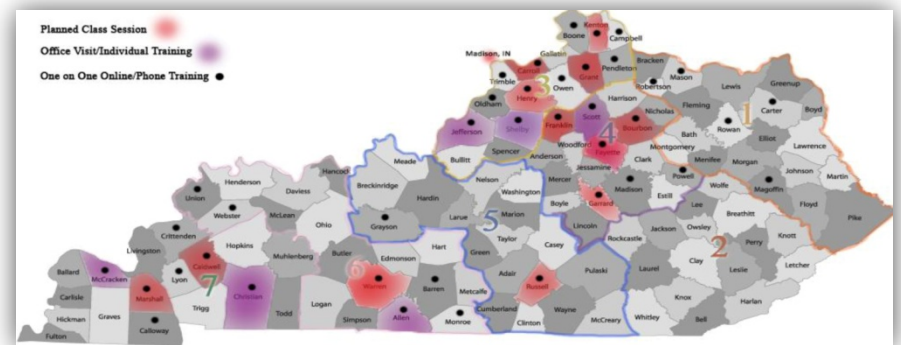 Planned Class Session
Office Visit/Individual Training
One on One Online/Phone Training
Madison, IN
Boone
Kenton
Campbell
Gallatin
Carroll
Trimble
Grant
Pendleton
Bracken
Mason
Robertson
Lewis
Greenup
Owen
3
Henry
Oldham
Harrison
Nicholas
Fleming
Carter
Boyd
1
Rowan
Jefferson
Shelby
Franklin
Scott
4
Bourbon
Bath
Elliot
Lawrence
Spencer
Bullitt
Anderson
Woodford
Fayette
Montgomery
Menifee
Morgan
Johnson
Martin
Jessamine
Clark
Powell
Wolfe
Magoffin
Floyd
Pike
Meade
Breckinridge
Hancock
Hardin
Nelson
Washington
Mercer
Boyle
Garrard
Madison
Estill
Lee
Breathitt
Knott
Henderson
Daviess
Union
Webster
McLean
Ohio
Grayson
Larue
Marion
5
Lincoln
Rockcastle
Jackson
Owsley
2
Perry
Letcher
Crittenden
Livingston
Hopkins
Muhlenberg
Butler
Edmonson
Hart
Green
Taylor
Casey
Pulaski
Laurel
Clay
Leslie
Harlan
Ballard
McCracken
Lyon
Caldwell
7
6
Warren
Barren
Metcalfe
Adair
Russell
Knox
Carlisle
Graves
Marshall
Trigg
Christian
Todd
Logan
Simpson
Allen
Monroe
Cumberland
Clinton
Wayne
McCreary
Whitley
Bell
Hickman
Fulton
Calloway